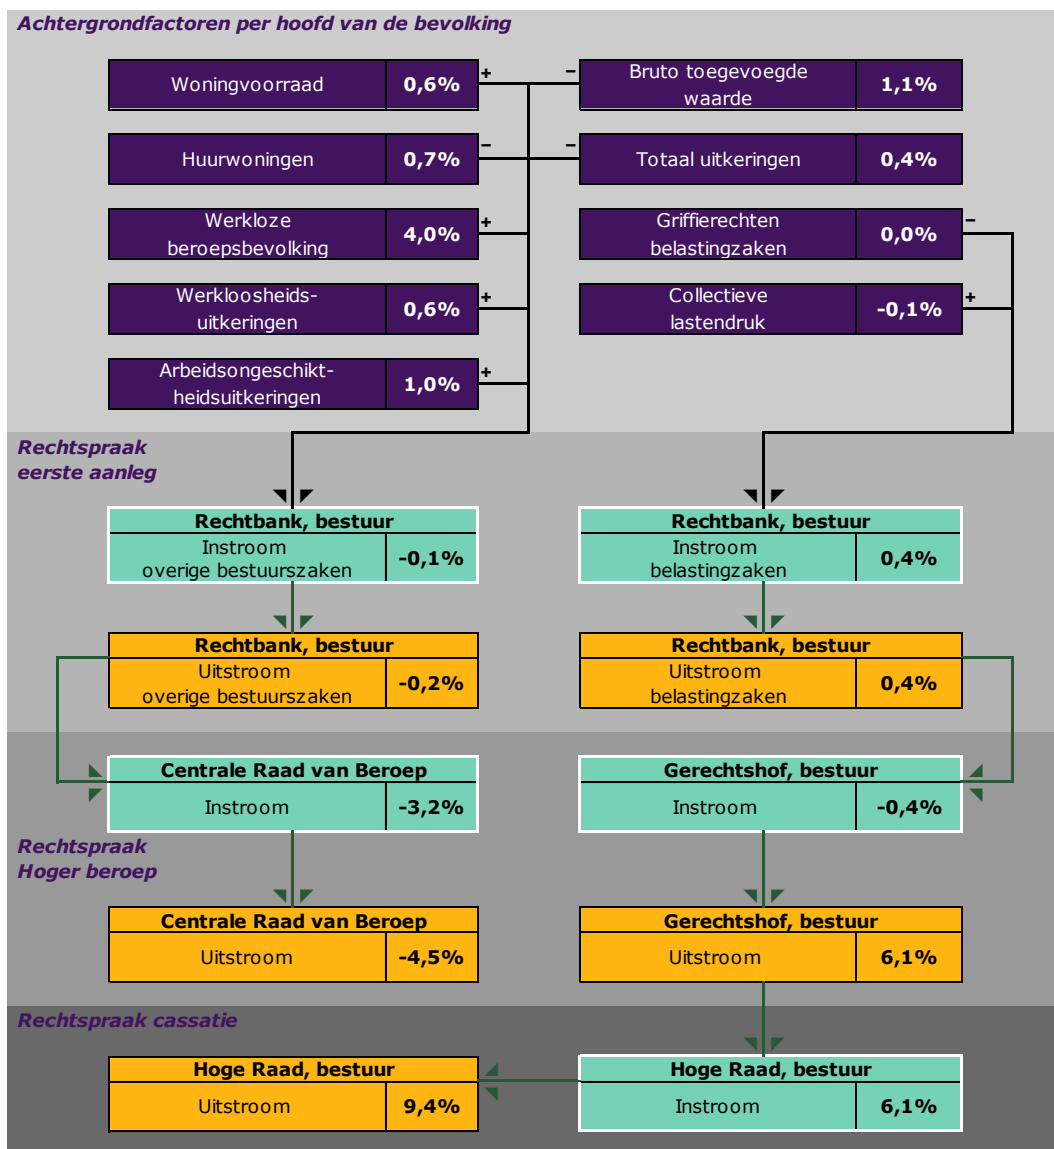 Achtergrondfactoren per hoofd van de bevolking
Woningvoorraad 0,6% +
− Bruto toegevoegde
waarde 1,1%
Huurwoningen 0,7% −
− Totaal uitkeringen 0,4%
Werkloze
beroepsbevolking 4,0% +
Griffierechten
belastingzaken 0,0% −
Werkloosheids-
uitkeringen 0,6% +
Collectieve
lastendruk -0,1% +
Arbeidsongeschikt-
heidsuitkeringen 1,0% +
Rechtspraak
eerste aanleg
Rechtbank, bestuur
Instroom
overige bestuurszaken -0,1%
Rechtbank, bestuur
Instroom
belastingzaken 0,4%
Rechtbank, bestuur
Uitstroom
overige bestuurszaken -0,2%
Rechtbank, bestuur
Uitstroom
belastingzaken 0,4%
Centrale Raad van Beroep
Instroom -3,2%
Gerechtshof, bestuur
Instroom -0,4%
Rechtspraak
Hoger beroep
Centrale Raad van Beroep
Uitstroom -4,5%
Gerechtshof, bestuur
Uitstroom 6,1%
Rechtspraak cassatie
Hoge Raad, bestuur
Uitstroom 9,4%
Hoge Raad, bestuur
Instroom 6,1%